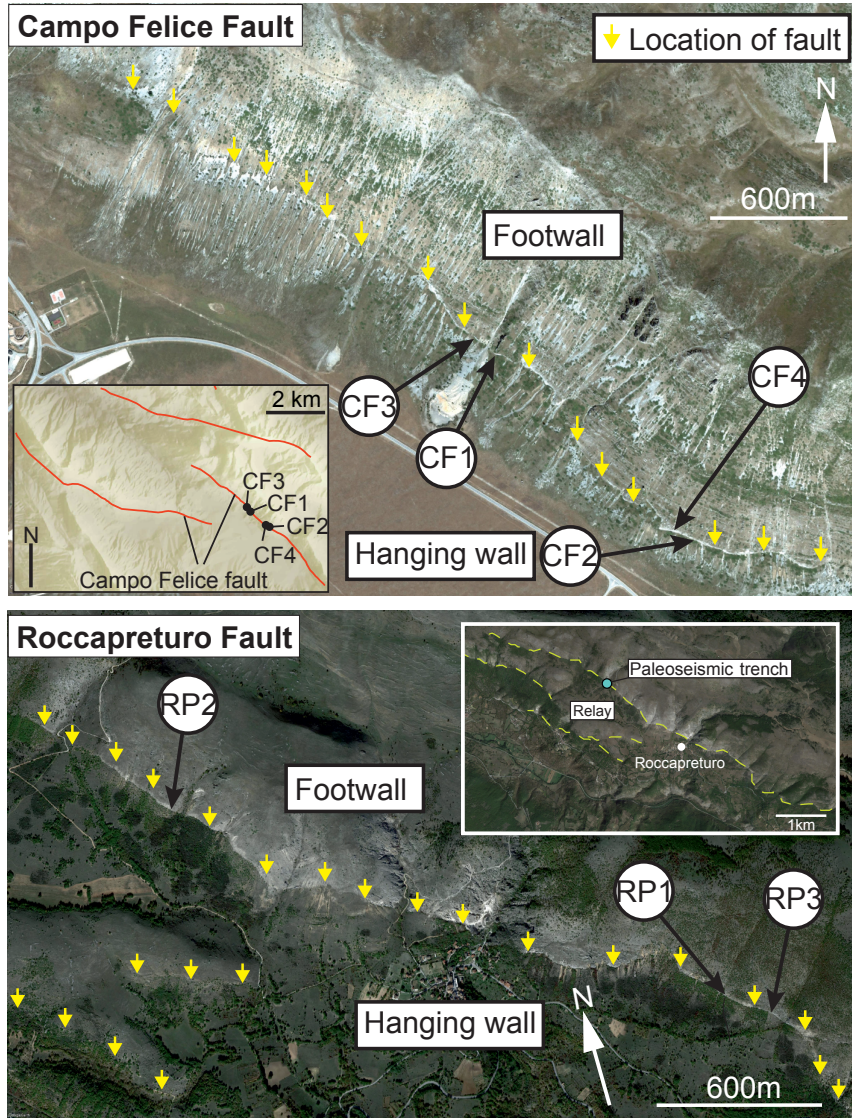 Campo Felice Fault
Location of fault
N
600m
Footwall
CF3
CF1
CF4
CF2
Hanging wall
2 km
CF3
CF1
CF2
CF4
N
Campo Felice fault
Roccapreturo Fault
RP2
Footwall
Paleoseismic trench
Relay
Roccapreturo
1km
RP1
RP3
N
Hanging wall
600m